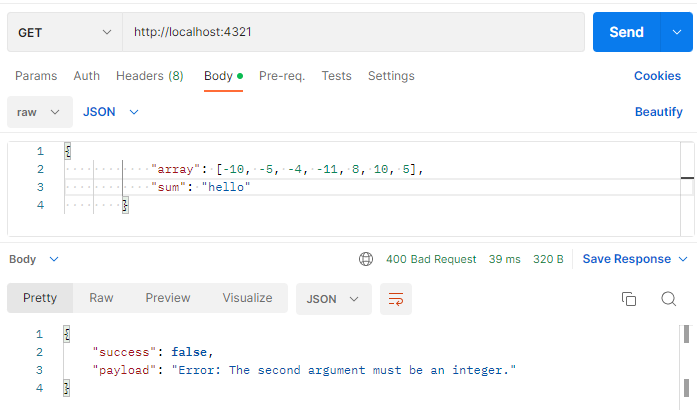 GET http://localhost:4321 Send
Params Auth Headers (8) Body Pre-req. Tests Settings Cookies
raw JSON Beautify
1 {
2 "array": [-10, -5, -4, -11, 8, 10, 5],
3 "sum": "hello"
4 }
Body 400 Bad Request 39 ms 320 B Save Response
Pretty Raw Preview Visualize JSON
1 {
2 "success": false,
3 "payload": "Error: The second argument must be an integer."
4 }